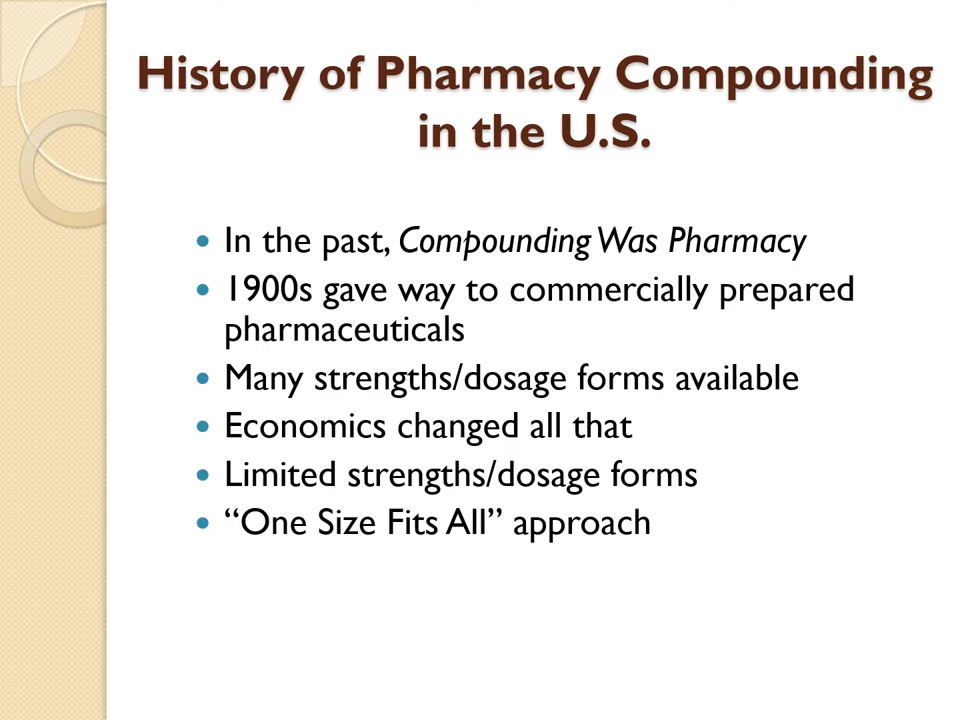 History of Pharmacy Compounding
in the U.S.
• In the past, Compounding Was Pharmacy
• 1900s gave way to commercially prepared
pharmaceuticals
• Many strengths/dosage forms available
• Economics changed all that
• Limited strengths/dosage forms
• “One Size Fits All” approach